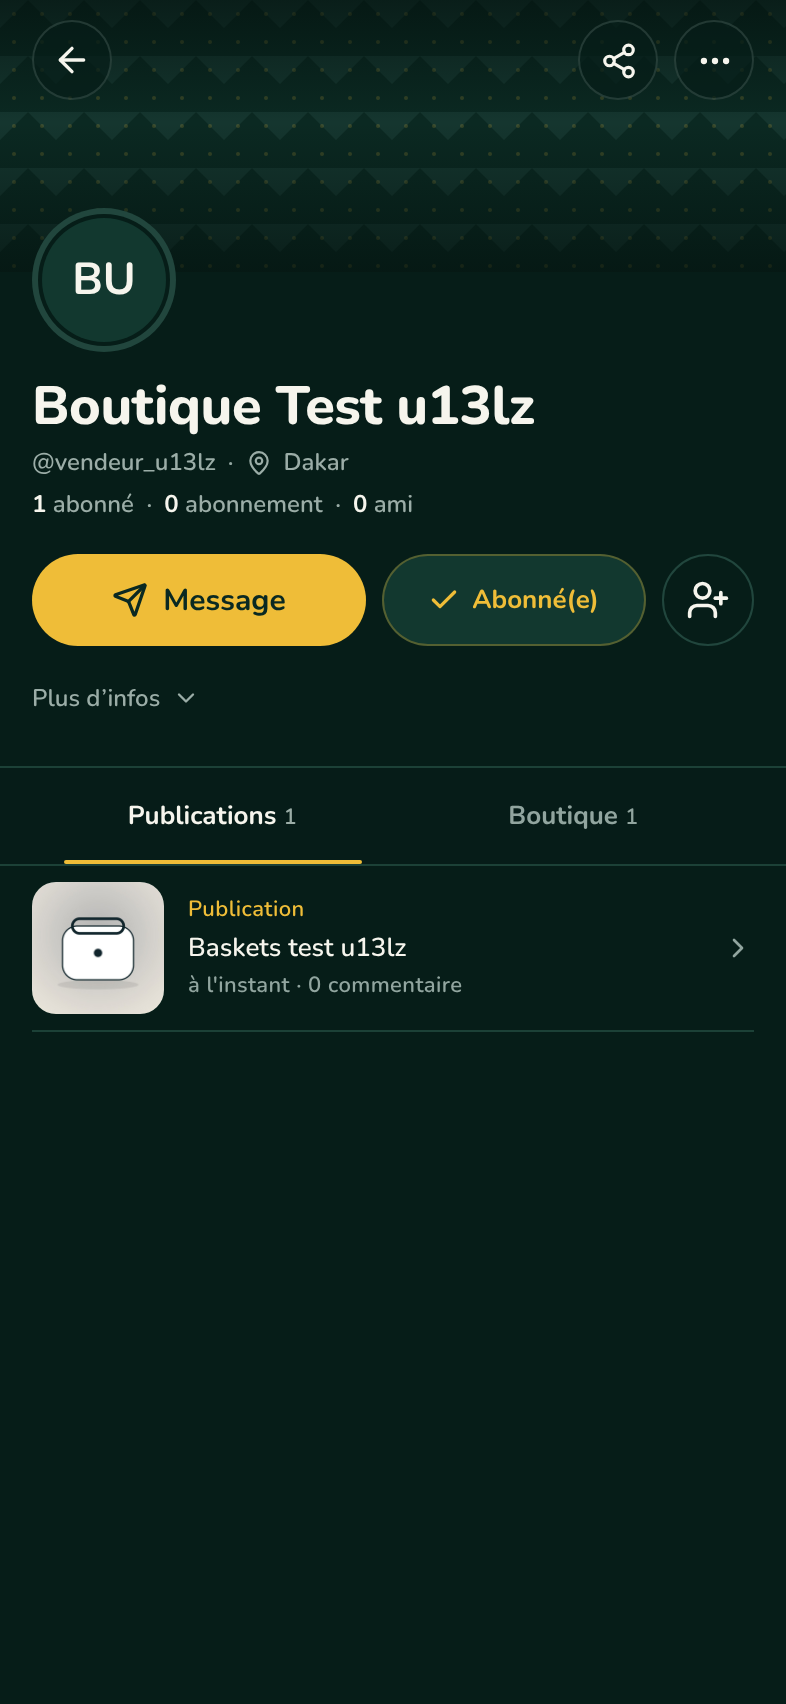 BU
Boutique Test u13lz
@vendeur_u13lz · Dakar
1 abonné · 0 abonnement · 0 ami
Message
Abonné(e)
Plus d’infos
Publications 1
Boutique 1
Publication
Baskets test u13lz
à l'instant · 0 commentaire